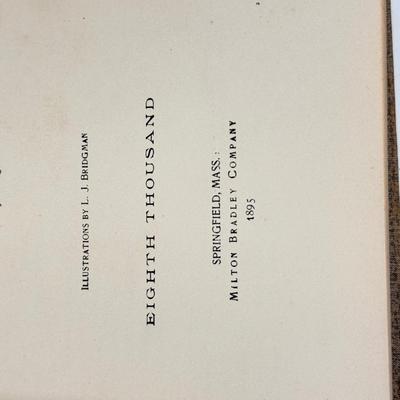 ILLUSTRATIONS BY L. J. BRIDGMAN
EIGHTH THOUSAND
SPRINGFIELD, MASS.:
MILTON BRADLEY COMPANY
1895